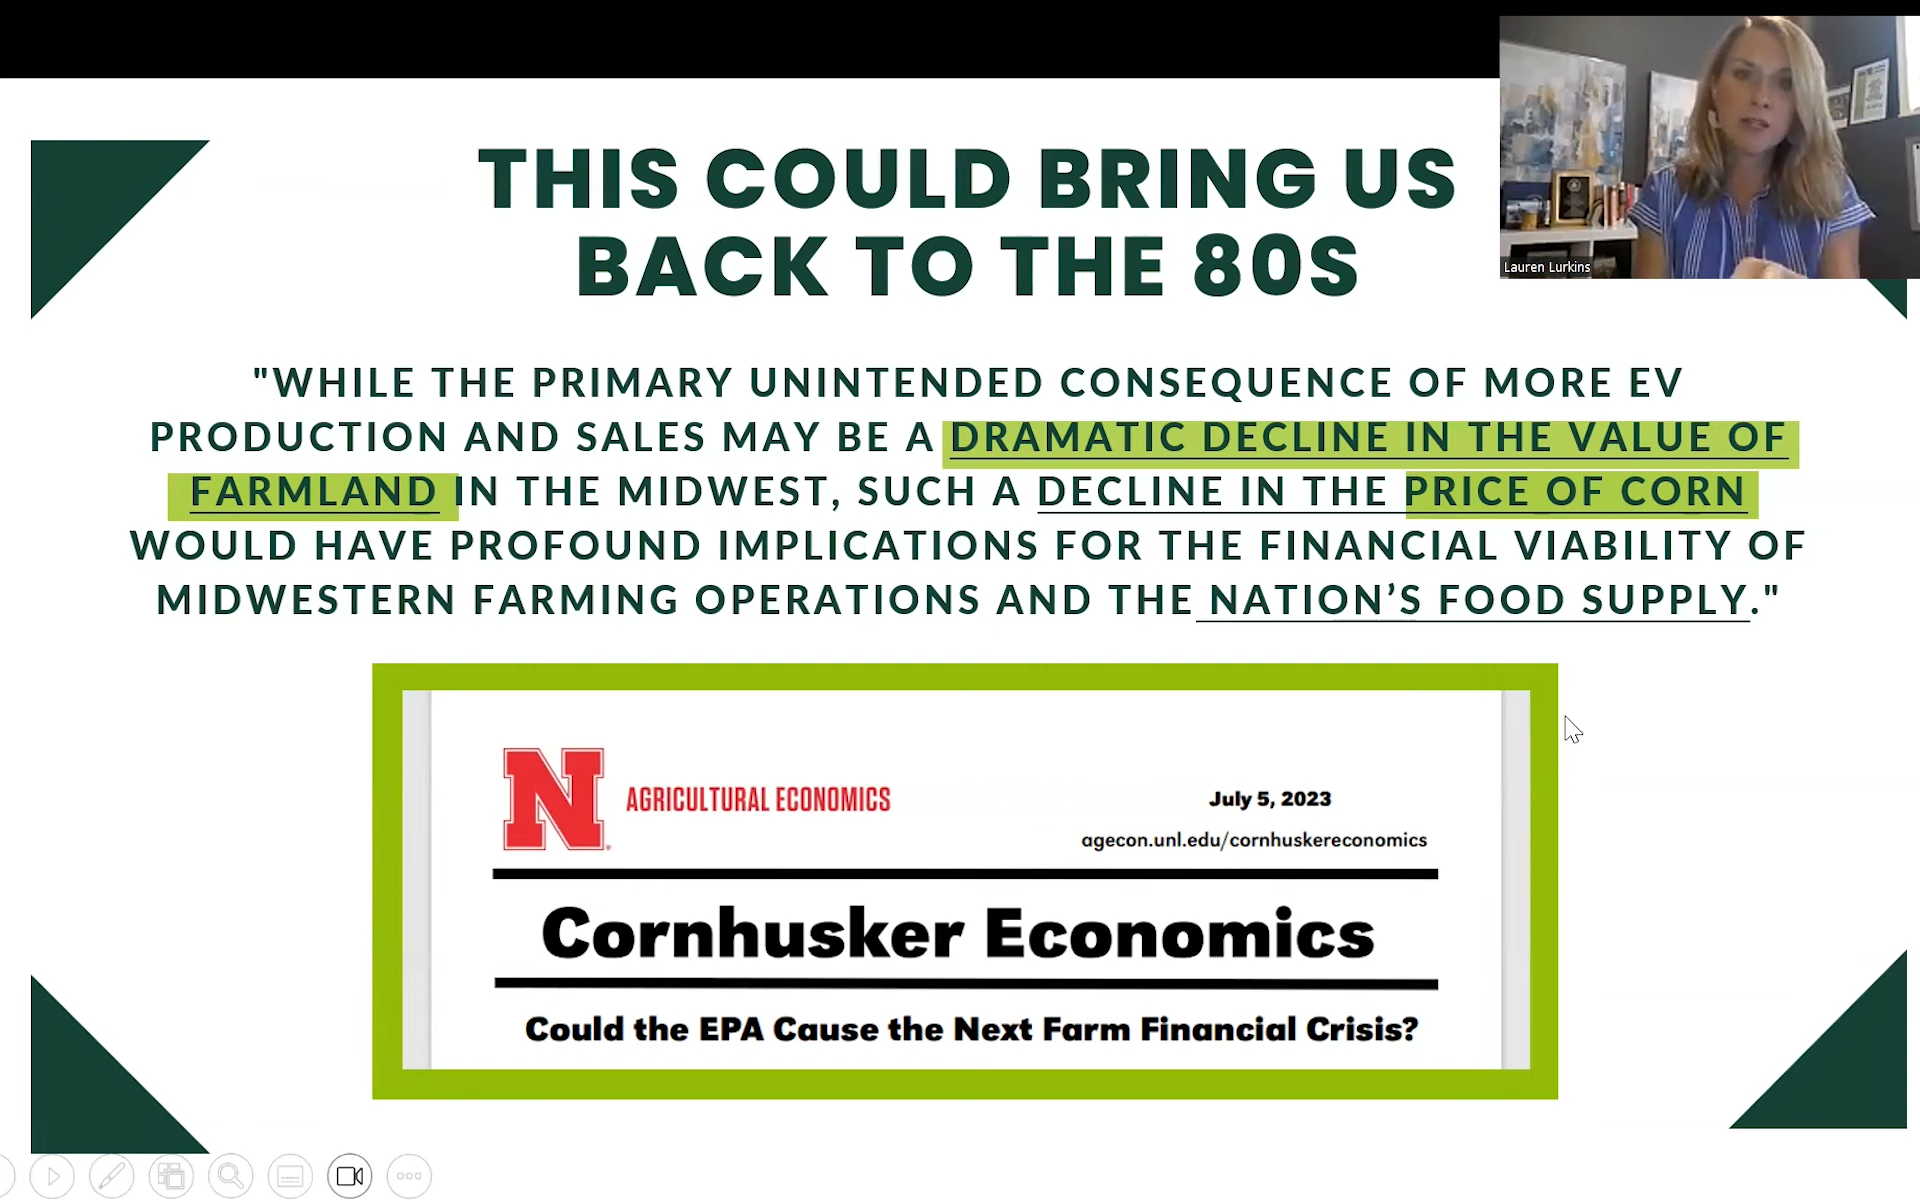 THIS COULD BRING US
BACK TO THE 80S
Lauren Lurkins
"WHILE THE PRIMARY UNINTENDED CONSEQUENCE OF MORE EV
PRODUCTION AND SALES MAY BE A DRAMATIC DECLINE IN THE VALUE OF
FARMLAND IN THE MIDWEST, SUCH A DECLINE IN THE PRICE OF CORN
WOULD HAVE PROFOUND IMPLICATIONS FOR THE FINANCIAL VIABILITY OF
MIDWESTERN FARMING OPERATIONS AND THE NATION’S FOOD SUPPLY."
N
AGRICULTURAL ECONOMICS
July 5, 2023
agecon.unl.edu/cornhuskereconomics
Cornhusker Economics
Could the EPA Cause the Next Farm Financial Crisis?